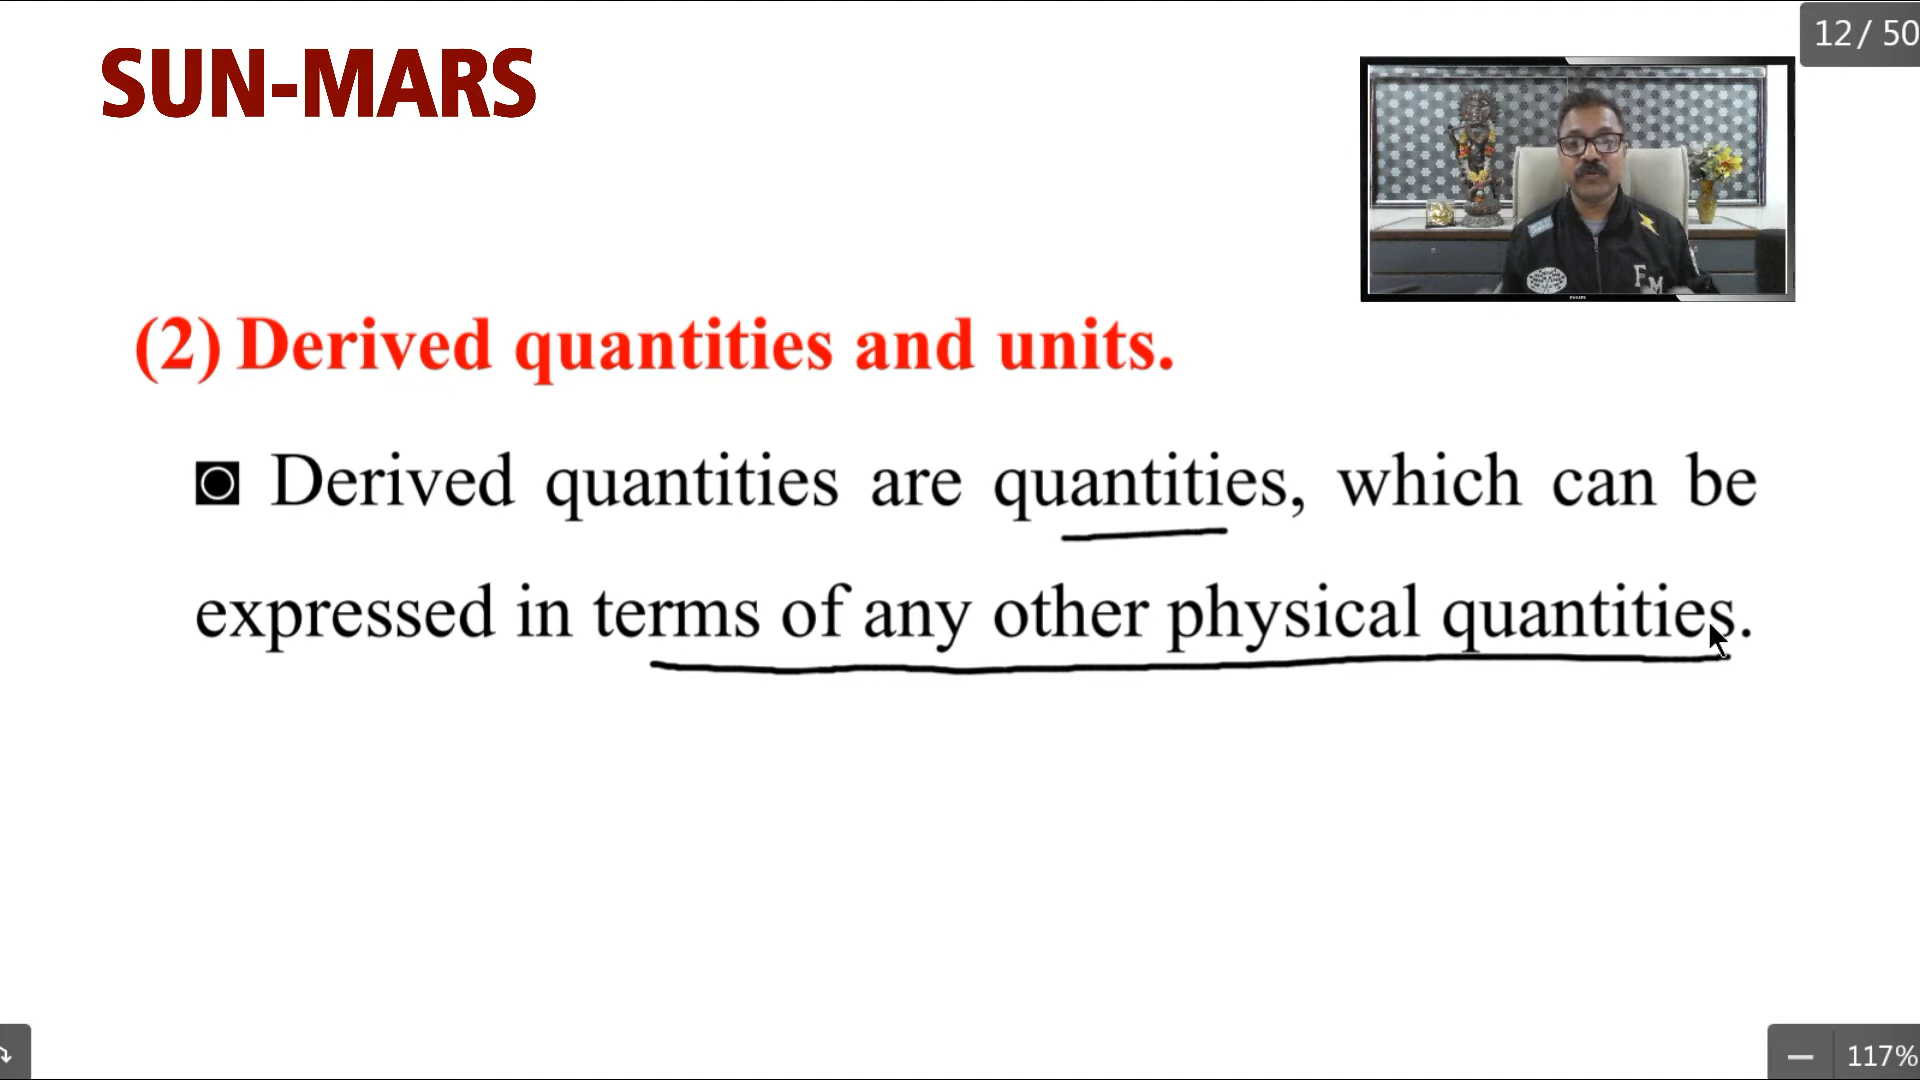 SUN-MARS
12 / 50
F M
PHILIPS
(2) Derived quantities and units.
◙ Derived quantities are quantities, which can be
expressed in terms of any other physical quantities.
117%